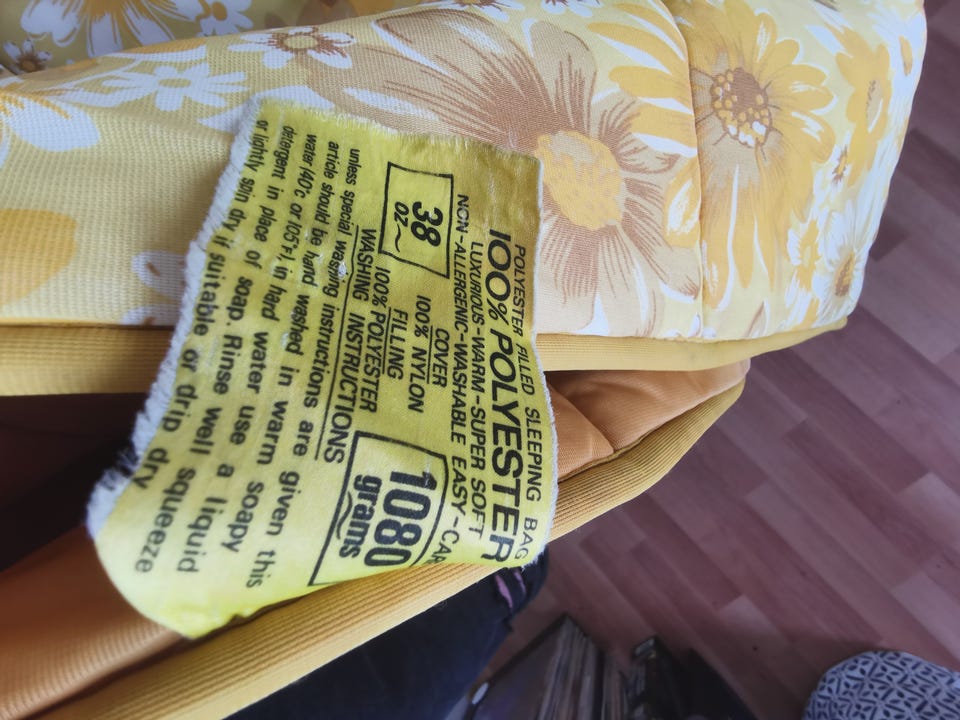 POLYESTER FILLED SLEEPING BAG
100% POLYESTER
LUXURIOUS-WARM-SUPER SOFT
NON-ALLERGENIC-WASHABLE EASY-CAR
38
oz~
COVER
100% NYLON
FILLING
100% POLYESTER
1080
grams
WASHING INSTRUCTIONS
unless special washing instructions are given this
article should be hand washed in warm soapy
water (40°c or 105°f), in hard water use a liquid
detergent in place of soap. Rinse well squeeze
or lightly spin dry if suitable or drip dry